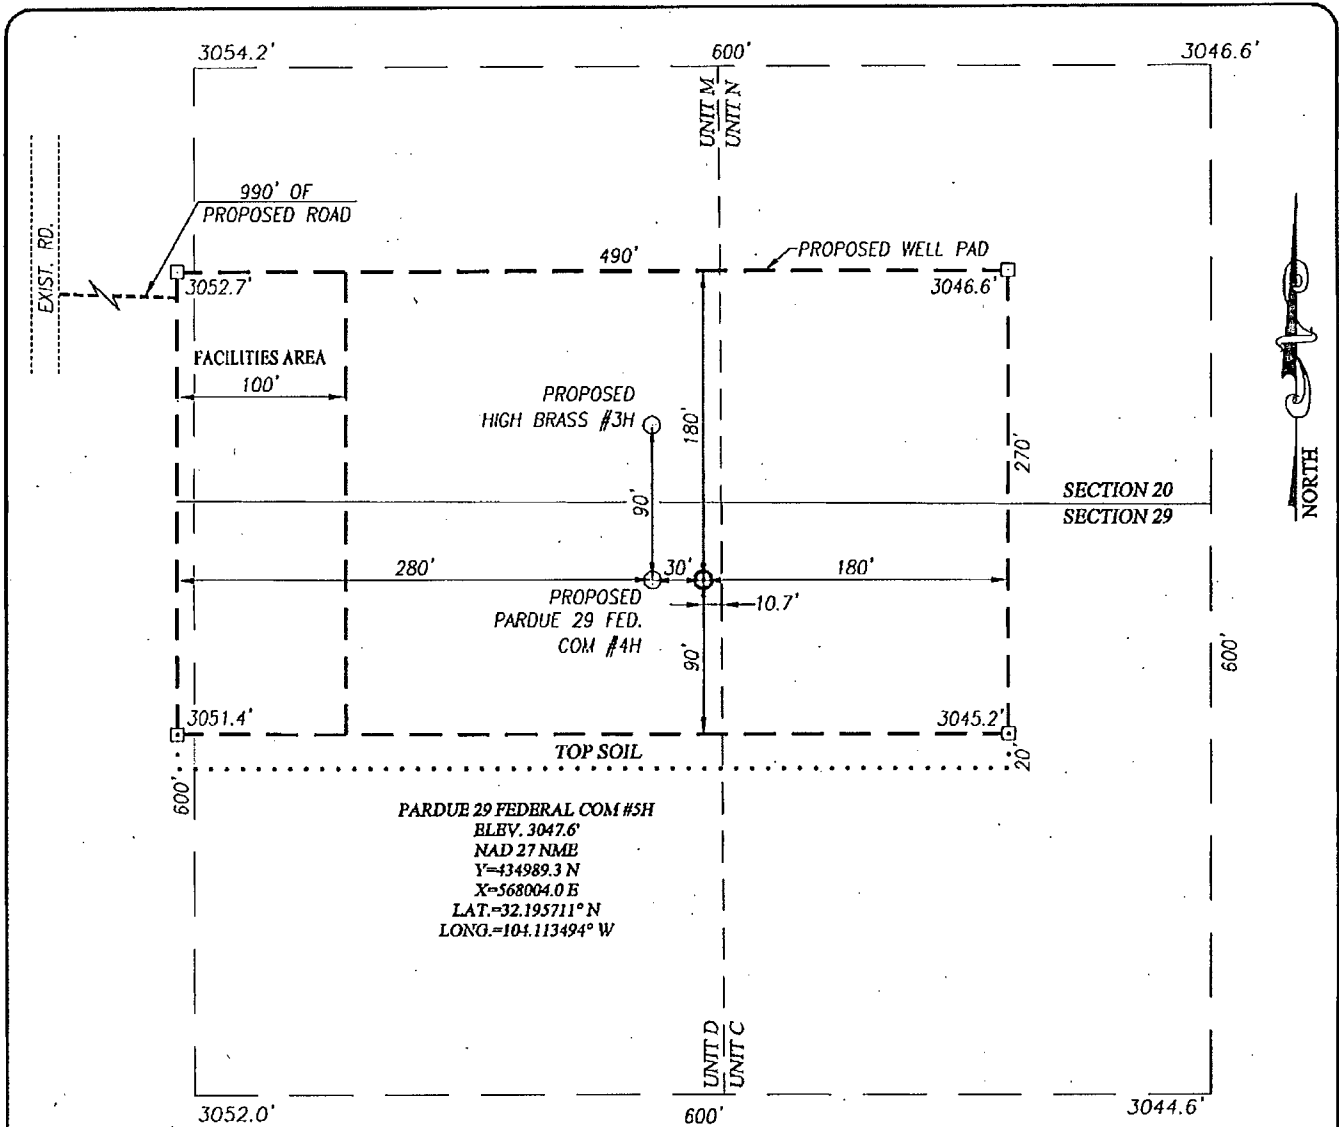 3054.2'
600'
3046.6'
UNIT M
UNIT N
EXIST. RD.
990' OF
PROPOSED ROAD
490'
PROPOSED WELL PAD
3052.7'
3046.6'
FACILITIES AREA
100'
PROPOSED
HIGH BRASS #3H
180'
270'
NORTH
90'
SECTION 20
SECTION 29
280'
30'
180'
PROPOSED
PARDUE 29 FED.
COM #4H
10.7'
90'
600'
3051.4'
3045.2'
TOP SOIL
20'
600'
PARDUE 29 FEDERAL COM #5H
ELEV. 3047.6'
NAD 27 NME
Y=434989.3 N
X=568004.0 E
LAT.=32.195711° N
LONG.=104.113494° W
UNIT D
UNIT C
3052.0'
600'
3044.6'